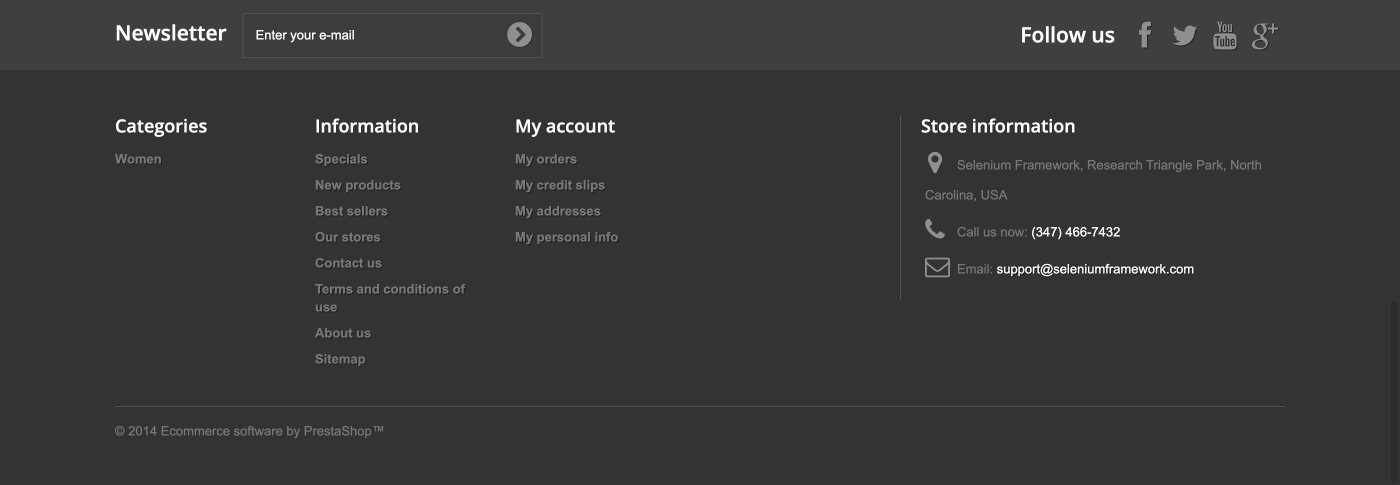 Newsletter
Enter your e-mail
Follow us
You
Tube
g+
Categories
Women
Information
Specials
New products
Best sellers
Our stores
Contact us
Terms and conditions of
use
About us
Sitemap
My account
My orders
My credit slips
My addresses
My personal info
Store information
Selenium Framework, Research Triangle Park, North
Carolina, USA
Call us now: (347) 466-7432
Email: support@seleniumframework.com
© 2014 Ecommerce software by PrestaShop™